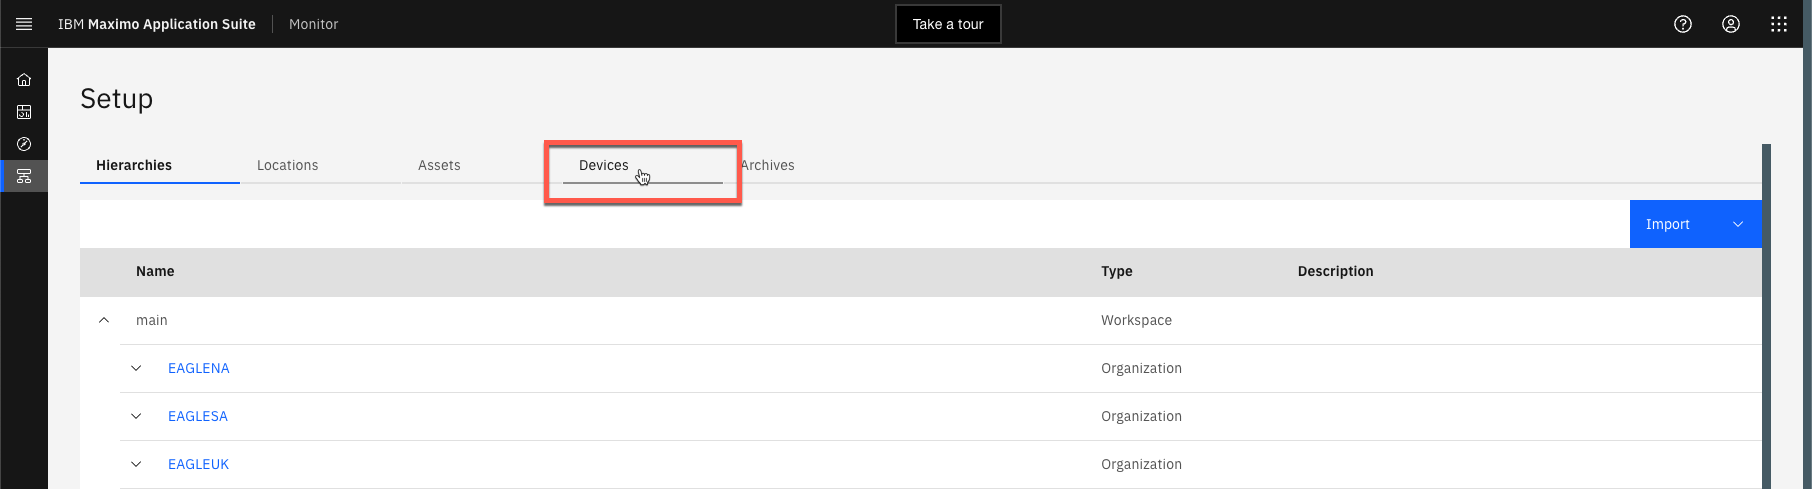 IBM Maximo Application Suite Monitor Take a tour
Setup
Hierarchies Locations Assets Devices Archives
Import
Name Type Description
main Workspace
EAGLENA Organization
EAGLESA Organization
EAGLEUK Organization